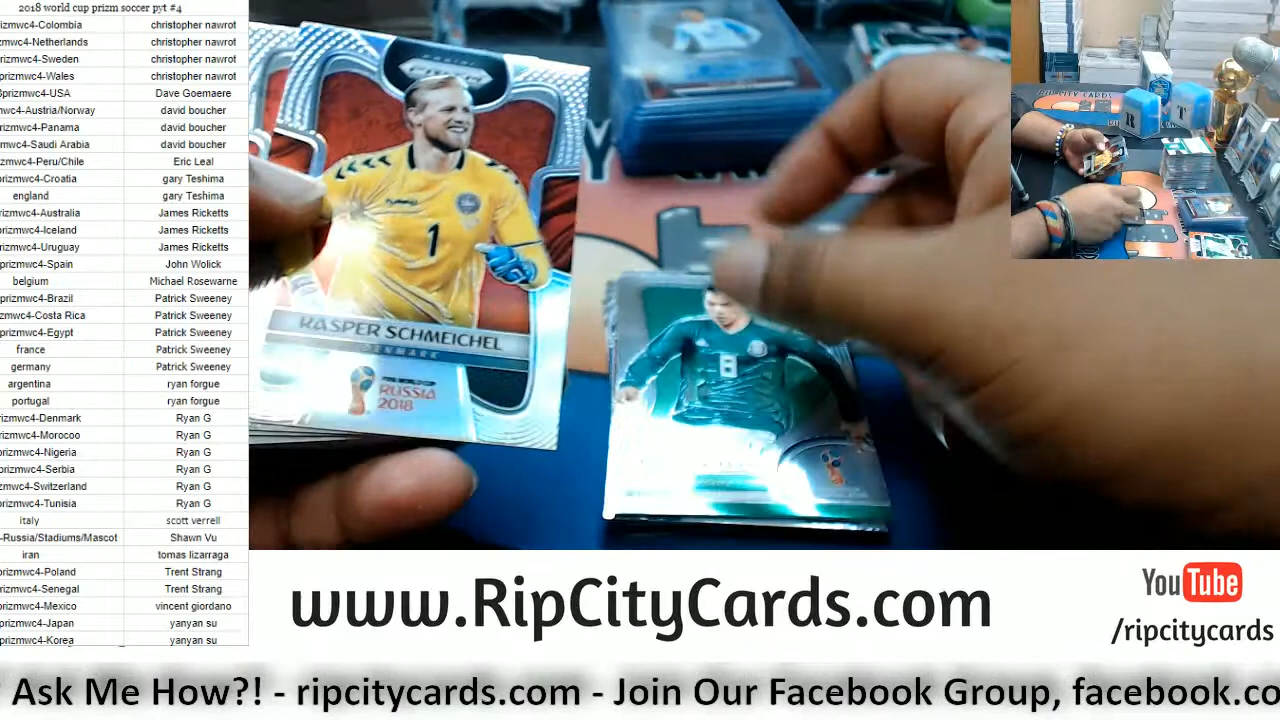 2018 world cup prizm soccer pyt #4
rizmwc4-Colombia christopher nawrot
prizmwc4-Netherlands christopher nawrot
prizmwc4-Sweden christopher nawrot
prizmwc4-Wales christopher nawrot
prizmwc4-USA Dave Goemaere
mwc4-Austria/Norway david boucher
rizmwc4-Panama david boucher
zmwc4-Saudi Arabia david boucher
izmwc4-Peru/Chile Eric Leal
rizmwc4-Croatia gary Teshima
england gary Teshima
rizmwc4-Australia James Ricketts
rizmwc4-Iceland James Ricketts
rizmwc4-Uruguay James Ricketts
rizmwc4-Spain John Wolick
belgium Michael Rosewarne
prizmwc4-Brazil Patrick Sweeney
zmwc4-Costa Rica Patrick Sweeney
prizmwc4-Egypt Patrick Sweeney
france Patrick Sweeney
germany Patrick Sweeney
argentina ryan forgue
portugal ryan forgue
rizmwc4-Denmark Ryan G
rizmwc4-Morocoo Ryan G
rizmwc4-Nigeria Ryan G
prizmwc4-Serbia Ryan G
zmwc4-Switzerland Ryan G
rizmwc4-Tunisia Ryan G
italy scott verrell
-Russia/Stadiums/Mascot Shawn Vu
iran tomas lizarraga
prizmwc4-Poland Trent Strang
rizmwc4-Senegal Trent Strang
rizmwc4-Mexico vincent giordano
prizmwc4-Japan yanyan su
prizmwc4-Korea yanyan su
PRIZM
1
KASPER SCHMEICHEL
DENMARK
RUSSIA
2018
8
Y
R
T
www.RipCityCards.com
YouTube
/ripcitycards
Ask Me How?! - ripcitycards.com - Join Our Facebook Group, facebook.co